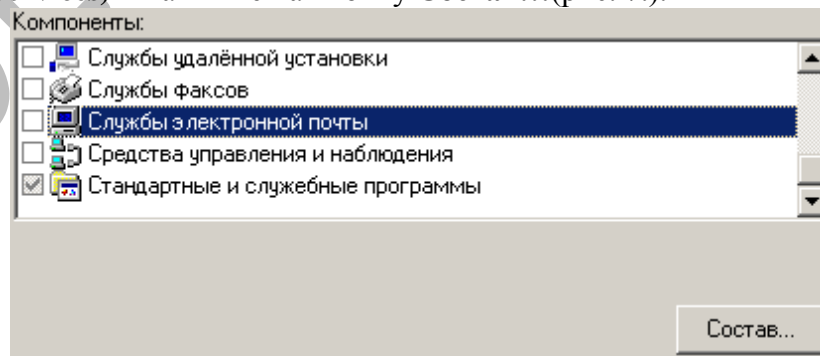 Компоненты:
Службы удалённой установки
Службы факсов
Службы электронной почты
Средства управления и наблюдения
Стандартные и служебные программы
Состав...